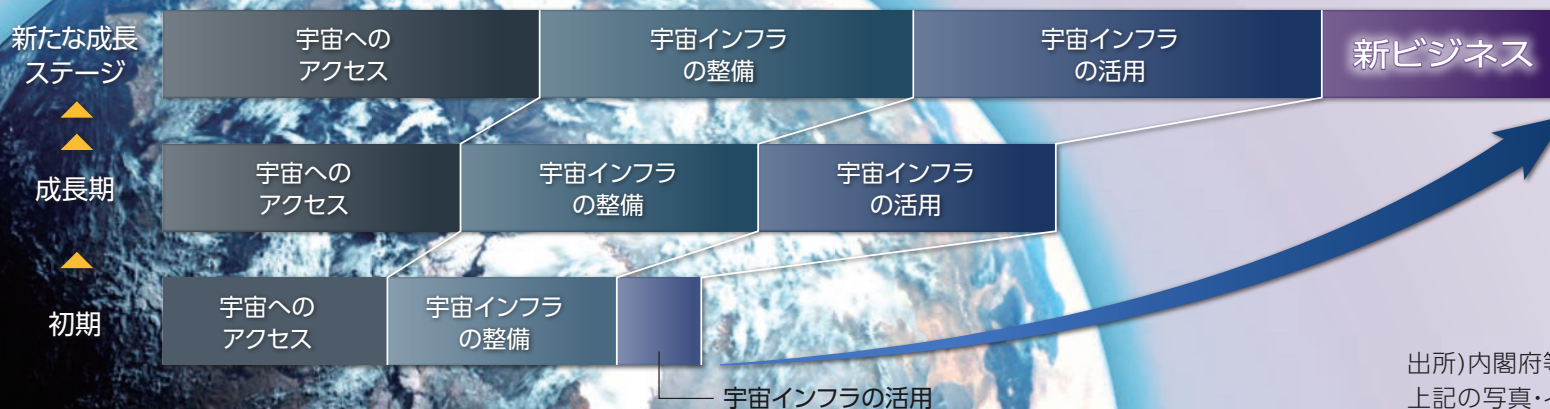 新たな成長
ステージ
宇宙への
アクセス
宇宙インフラ
の整備
宇宙インフラ
の活用
新ビジネス
成長期
宇宙への
アクセス
宇宙インフラ
の整備
宇宙インフラ
の活用
初期
宇宙への
アクセス
宇宙インフラ
の整備
宇宙インフラの活用
出所)内閣府等
上記の写真・イ